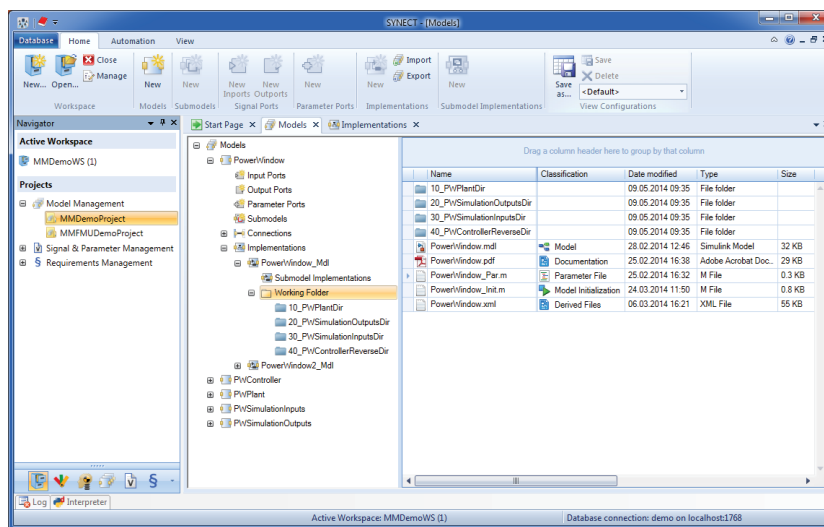 SYNECT - (Models)
Database Home Automation View
New... Open... Close Manage
New
New
New Inports New Outports
New
New Import Export
New
Save as... Save Delete <Default>
Workspace Models Submodels Signal Ports Parameter Ports Implementations Submodel Implementations View Configurations
Navigator
Start Page Models Implementations
Active Workspace
MMDemoWS (1)
Projects
Model Management
MMDemoProject
MMFMUDemoProject
Signal & Parameter Management
§ Requirements Management
Models
PowerWindow
Input Ports
Output Ports
Parameter Ports
Submodels
Connections
Implementations
PowerWindow_Mdl
Submodel Implementations
Working Folder
10_PWPlantDir
20_PWSimulationOutputsDir
30_PWSimulationInputsDir
40_PWControllerReverseDir
PowerWindow2_Mdl
PWController
PWPlant
PWSimulationInputs
PWSimulationOutputs
Drag a column header here to group by that column
Name Classification Date modified Type Size
10_PWPlantDir 09.05.2014 09:35 File folder
20_PWSimulationOutputsDir 09.05.2014 09:35 File folder
30_PWSimulationInputsDir 09.05.2014 09:35 File folder
40_PWControllerReverseDir 09.05.2014 09:35 File folder
PowerWindow.mdl Model 28.02.2014 12:46 Simulink Model 32 KB
PowerWindow.pdf Documentation 25.02.2014 16:38 Adobe Acrobat Doc... 29 KB
PowerWindow_Par.m Parameter File 25.02.2014 16:32 M File 0.3 KB
PowerWindow_Init.m Model Initialization 24.03.2014 11:50 M File 0.8 KB
PowerWindow.xml Derived Files 06.03.2014 16:21 XML File 55 KB
Log Interpreter
Active Workspace: MMDemoWS (1) Database connection: demo on localhost:1768